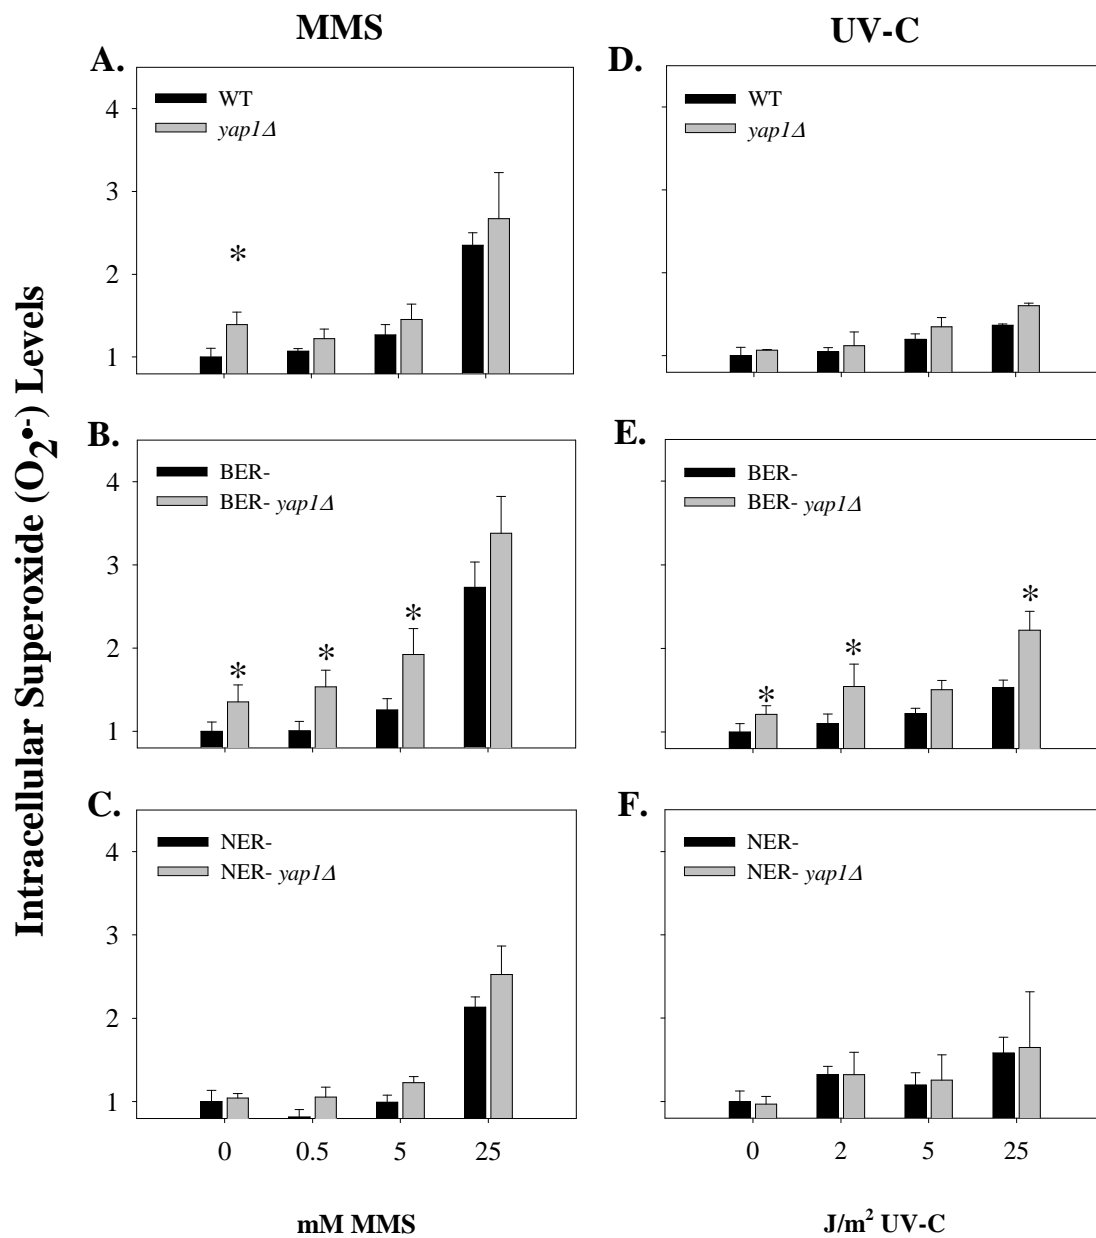 MMS
UV-C
Intracellular Superoxide (O2•-) Levels
A.
WT
yap1Δ
4
3
2
1
*
D.
WT
yap1Δ
B.
BER-
BER- yap1Δ
4
3
2
1
*
*
*
E.
BER-
BER- yap1Δ
*
*
*
C.
NER-
NER- yap1Δ
4
3
2
1
0 0.5 5 25
mM MMS
F.
NER-
NER- yap1Δ
0 2 5 25
J/m² UV-C